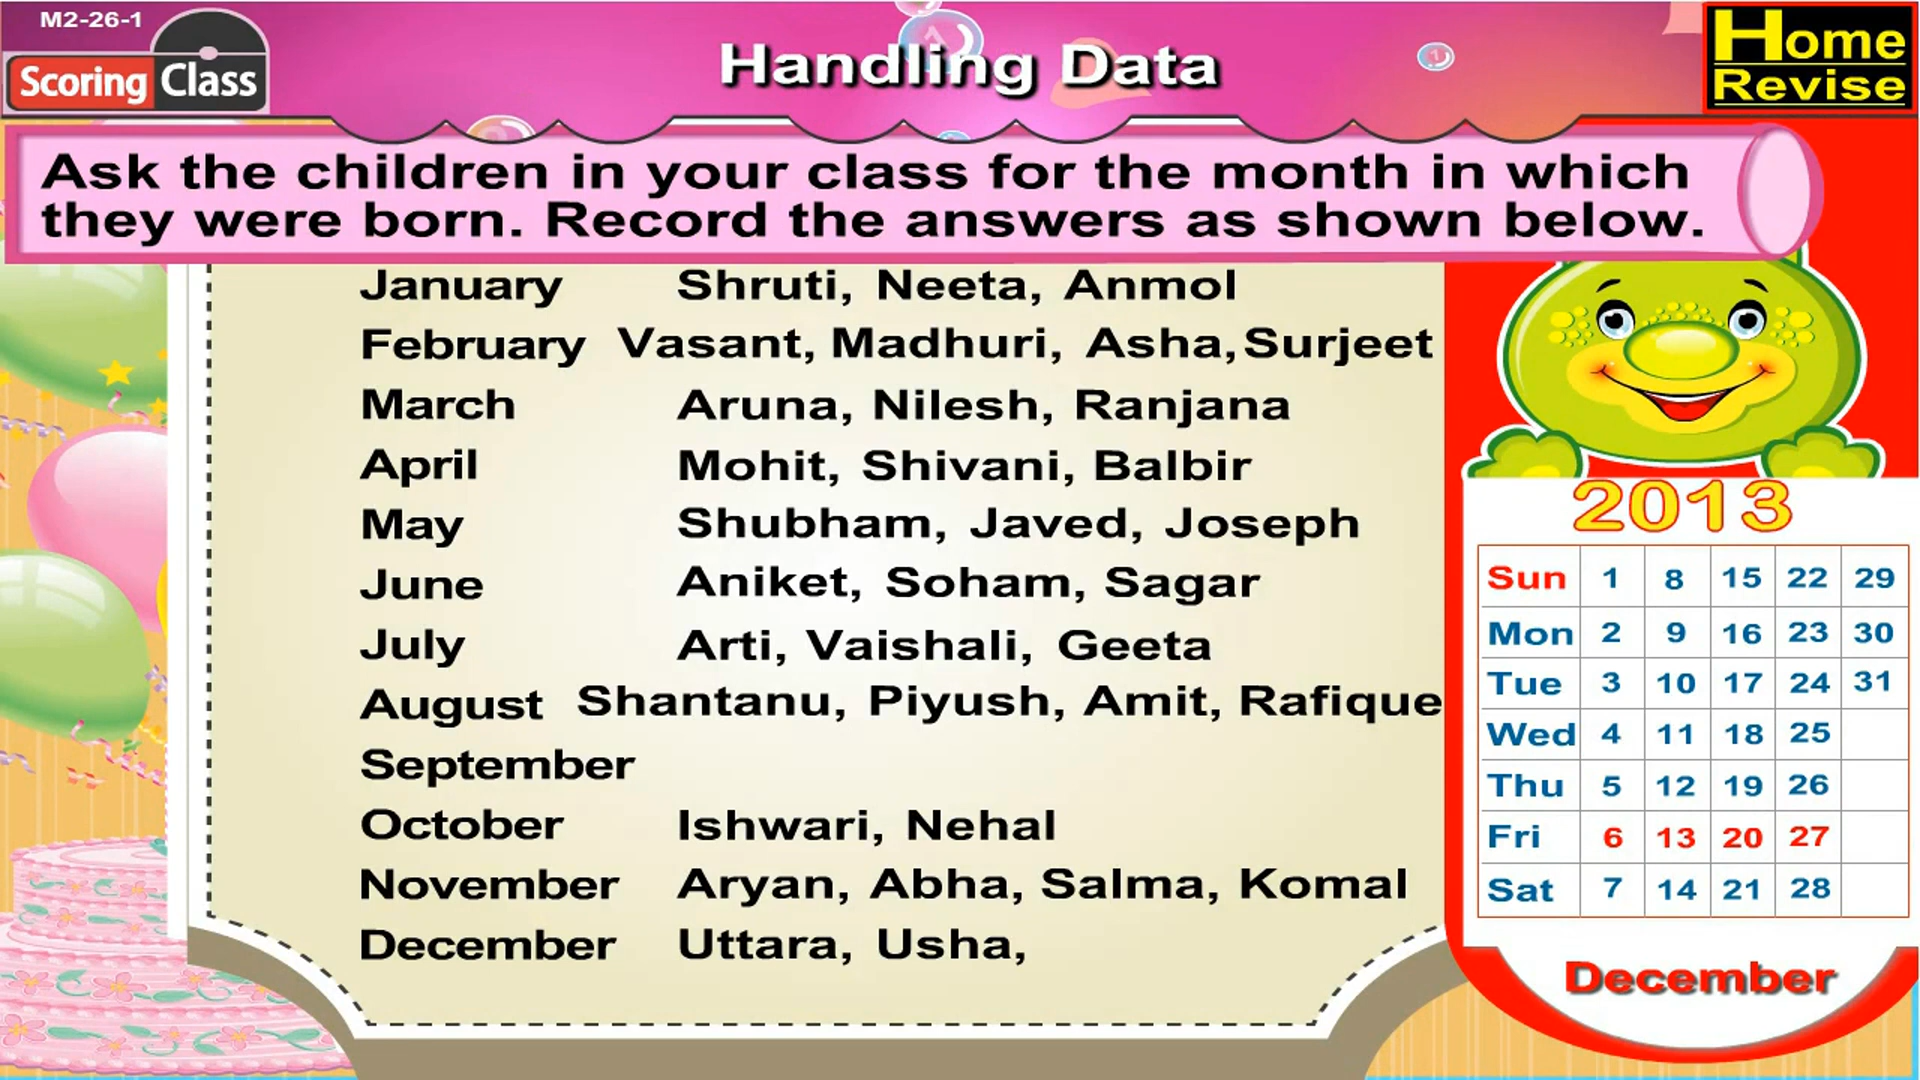 M2-26-1
Scoring Class
Handling Data
Home
Revise
Ask the children in your class for the month in which
they were born. Record the answers as shown below.
January Shruti, Neeta, Anmol
February Vasant, Madhuri, Asha, Surjeet
March Aruna, Nilesh, Ranjana
April Mohit, Shivani, Balbir
May Shubham, Javed, Joseph
June Aniket, Soham, Sagar
July Arti, Vaishali, Geeta
August Shantanu, Piyush, Amit, Rafique
September
October Ishwari, Nehal
November Aryan, Abha, Salma, Komal
December Uttara, Usha,
2013
Sun 1 8 15 22 29
Mon 2 9 16 23 30
Tue 3 10 17 24 31
Wed 4 11 18 25
Thu 5 12 19 26
Fri 6 13 20 27
Sat 7 14 21 28
December